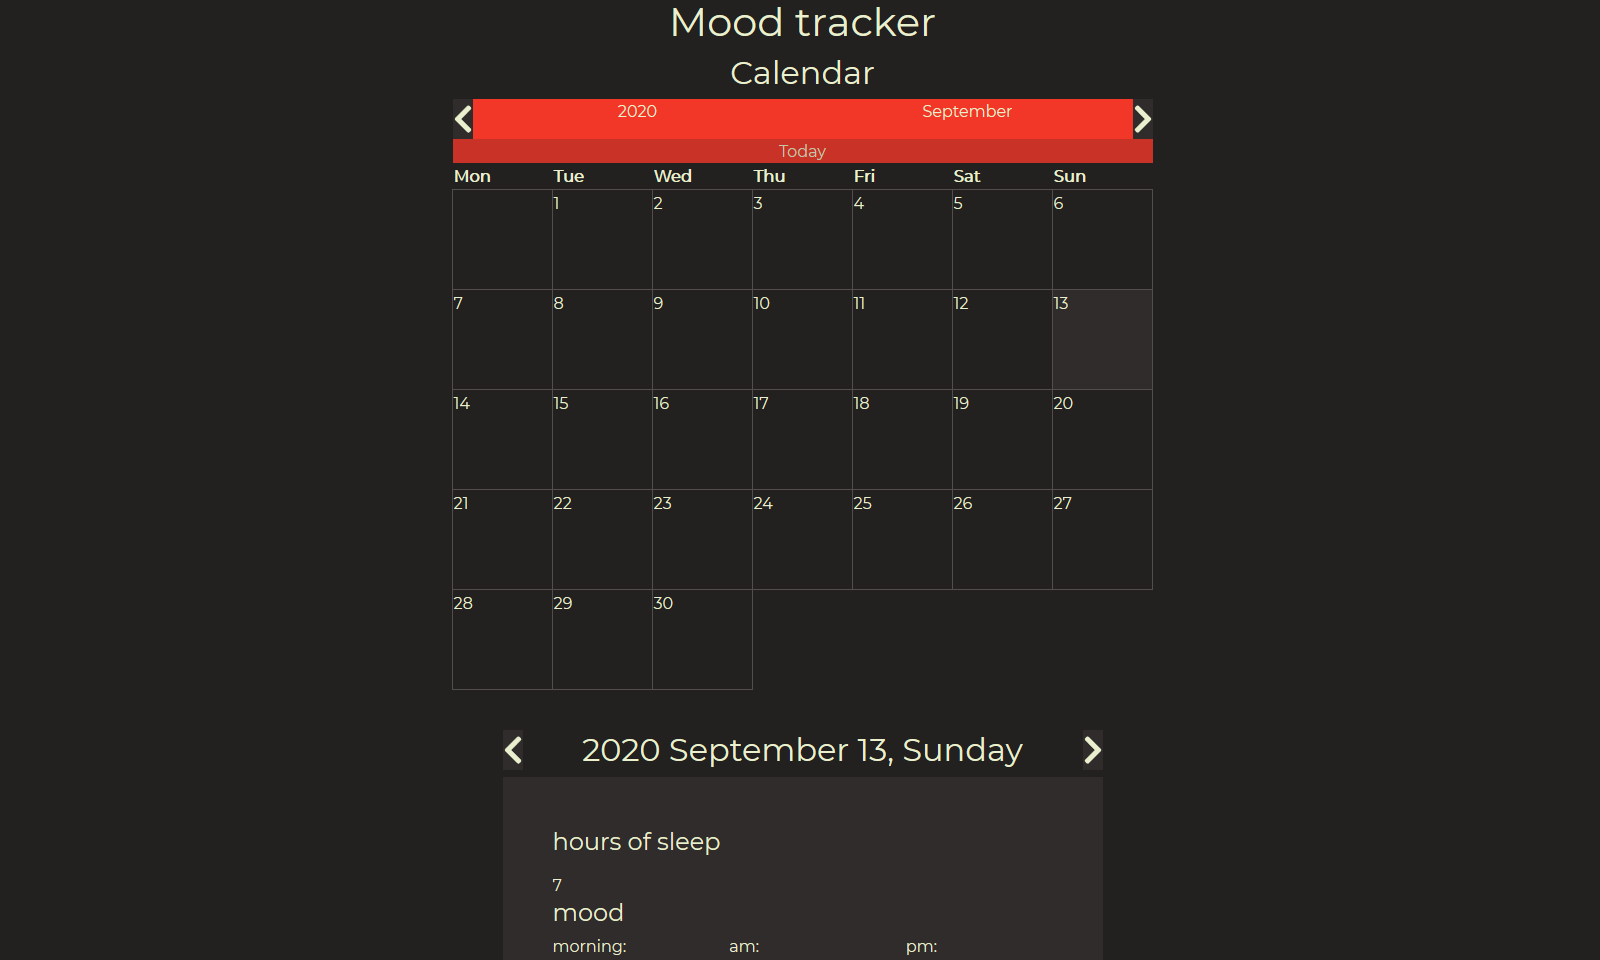 Mood tracker
Calendar
2020 September
Today
Mon Tue Wed Thu Fri Sat Sun
1 2 3 4 5 6
7 8 9 10 11 12 13
14 15 16 17 18 19 20
21 22 23 24 25 26 27
28 29 30
2020 September 13, Sunday
hours of sleep
7
mood
morning: am: pm: